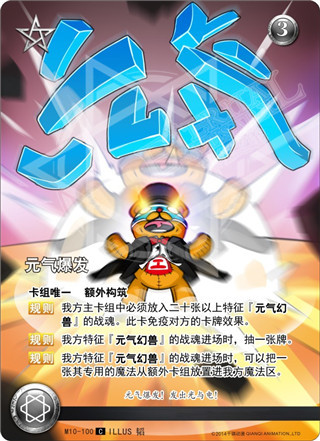 元气
3
元气爆发
卡组唯一 额外构筑
规则 我方主卡组中必须放入二十张以上特征『元气幻
兽』的战魂。此卡免疫对方的卡牌效果。
规则 我方特征『元气幻兽』的战魂进场时，抽一张牌。
规则 我方特征『元气幻兽』的战魂进场时，可以把一
张其专用的魔法从额外卡组放置进我方魔法区。
元气爆发！发出光与电！
M10-100 C ILLUS 韬